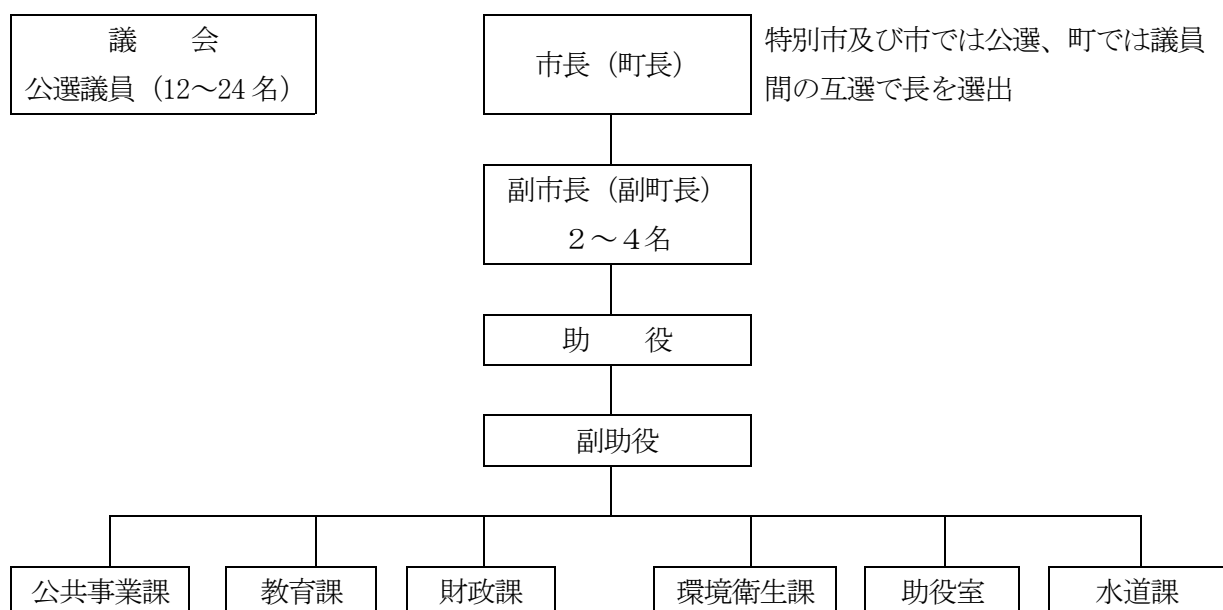 議　　会
公選議員（12～24 名）
市長（町長）
特別市及び市では公選、町では議員
間の互選で長を選出
副市長（副町長）
２～４名
助　　役
副助役
公共事業課
教育課
財政課
環境衛生課
助役室
水道課